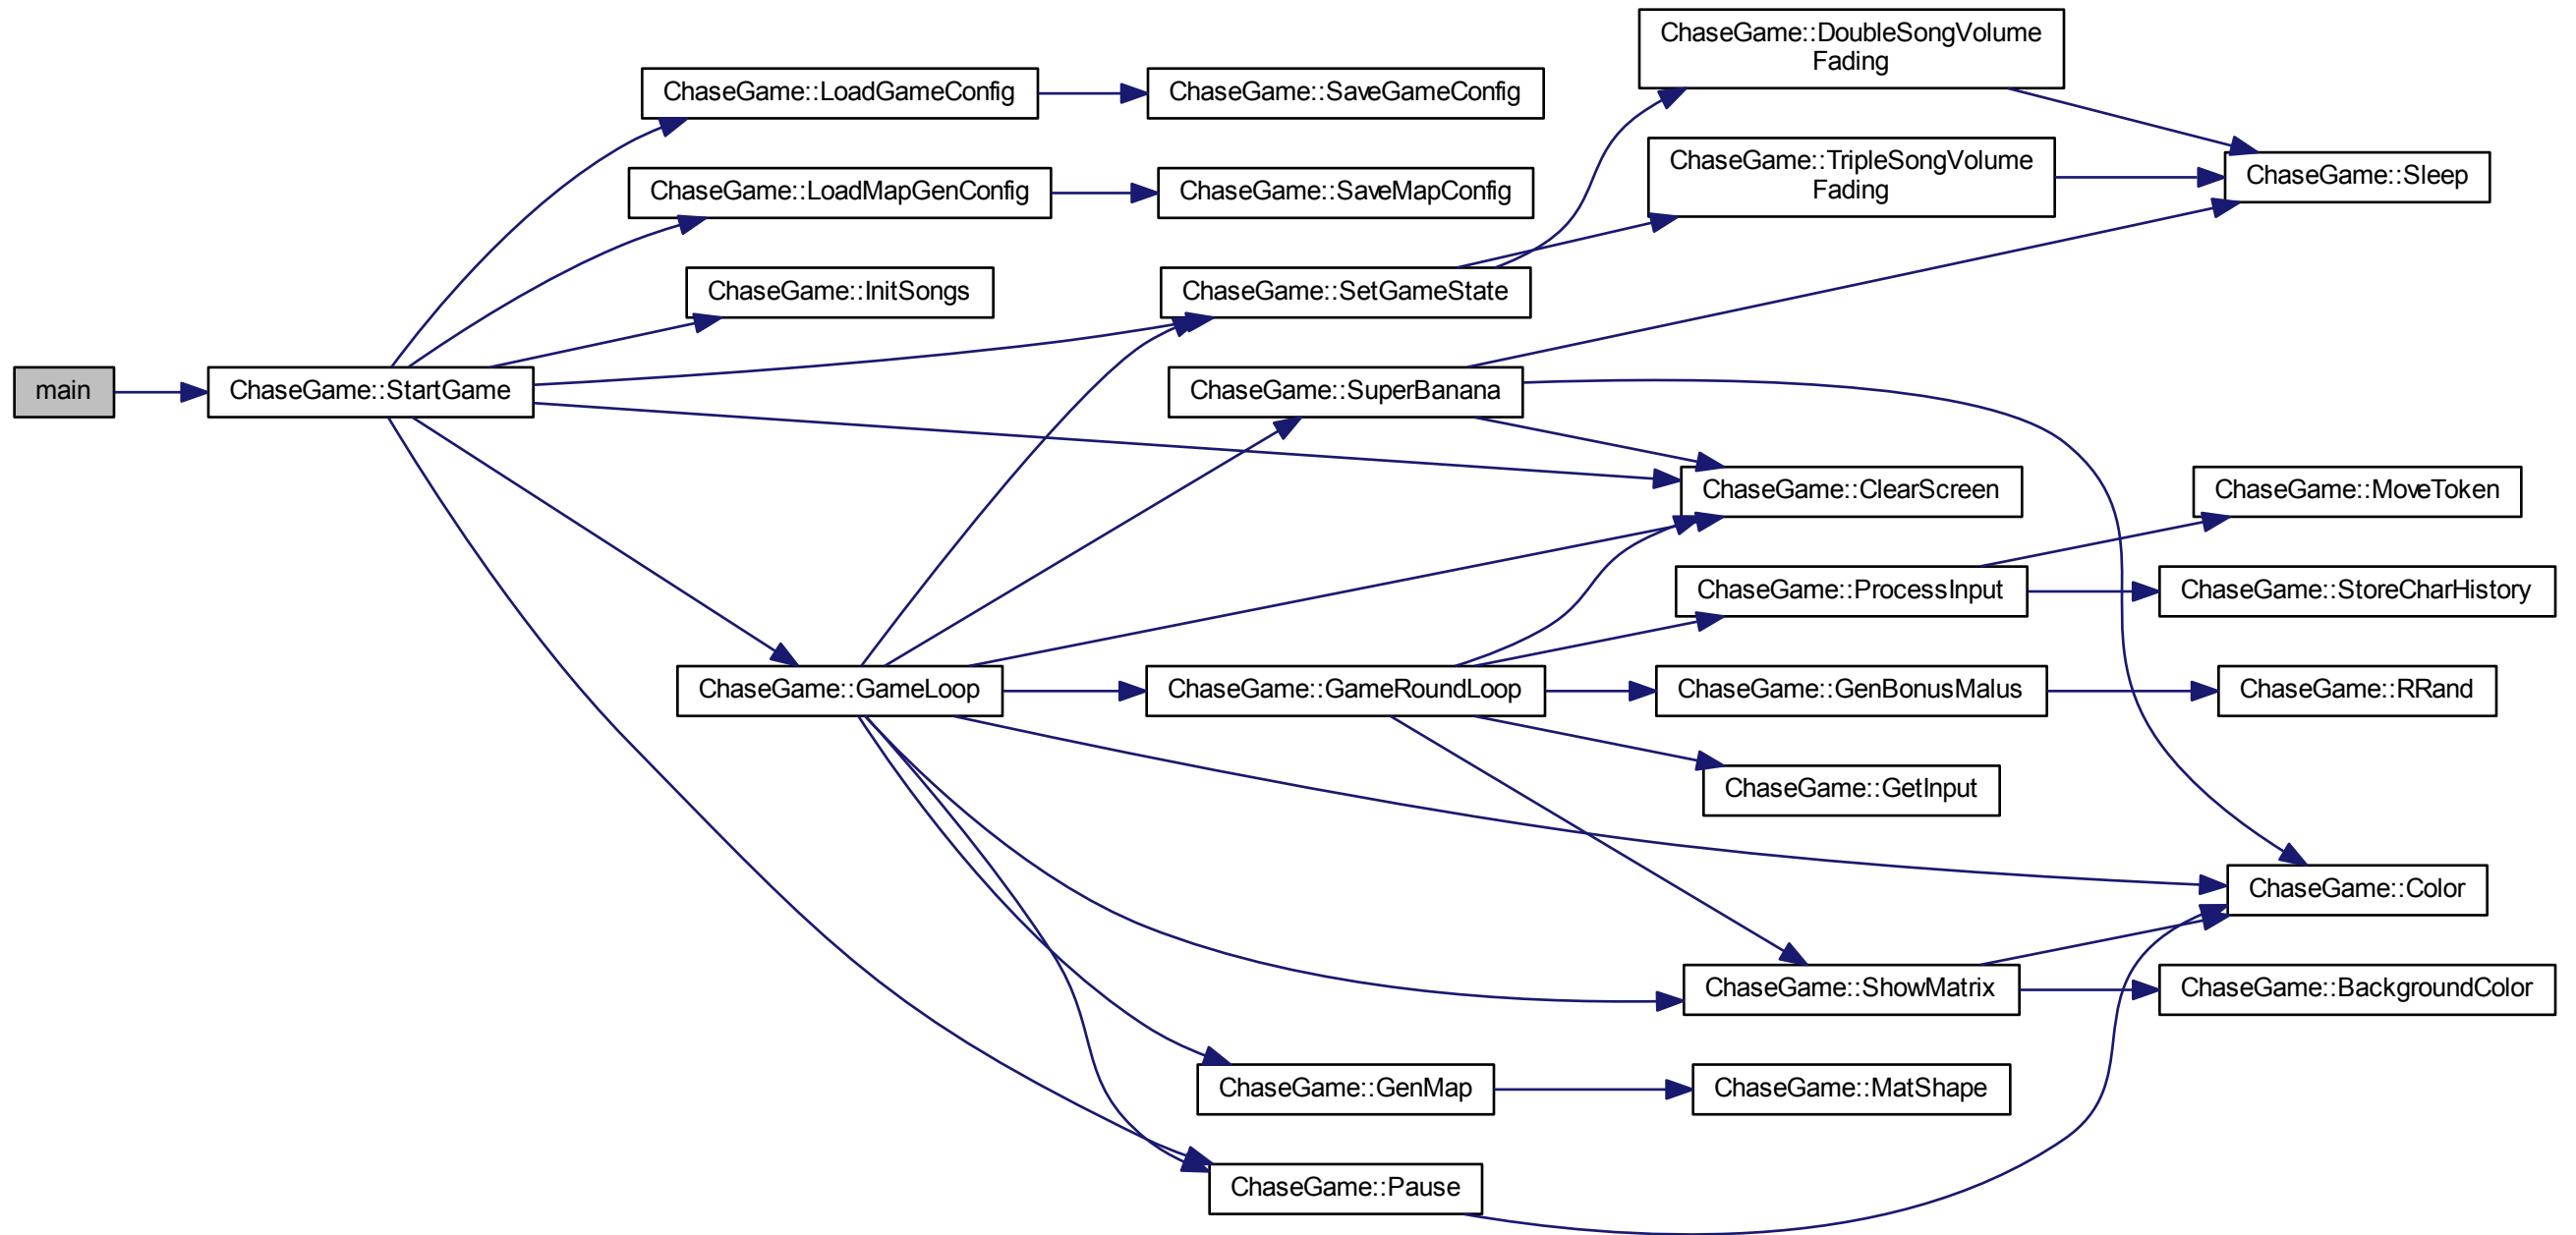 ChaseGame::DoubleSongVolume
Fading
ChaseGame::LoadGameConfig
ChaseGame::SaveGameConfig
ChaseGame::TripleSongVolume
Fading
ChaseGame::Sleep
ChaseGame::LoadMapGenConfig
ChaseGame::SaveMapConfig
ChaseGame::InitSongs
ChaseGame::SetGameState
main
ChaseGame::StartGame
ChaseGame::SuperBanana
ChaseGame::ClearScreen
ChaseGame::MoveToken
ChaseGame::ProcessInput
ChaseGame::StoreCharHistory
ChaseGame::GameLoop
ChaseGame::GameRoundLoop
ChaseGame::GenBonusMalus
ChaseGame::RRand
ChaseGame::GetInput
ChaseGame::Color
ChaseGame::ShowMatrix
ChaseGame::BackgroundColor
ChaseGame::GenMap
ChaseGame::MatShape
ChaseGame::Pause